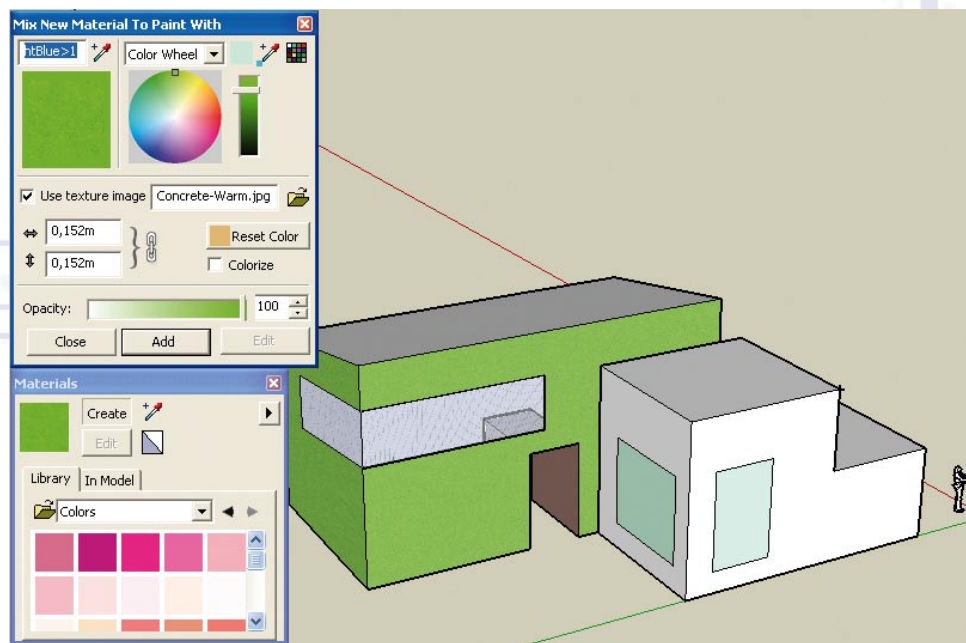 Mix New Material To Paint With
ntBlue>1
Color Wheel
Use texture image
Concrete-Warm.jpg
0,152m
Reset Color
0,152m
Colorize
Opacity:
100
Close
Add
Edit
Materials
Create
Edit
Library
In Model
Colors